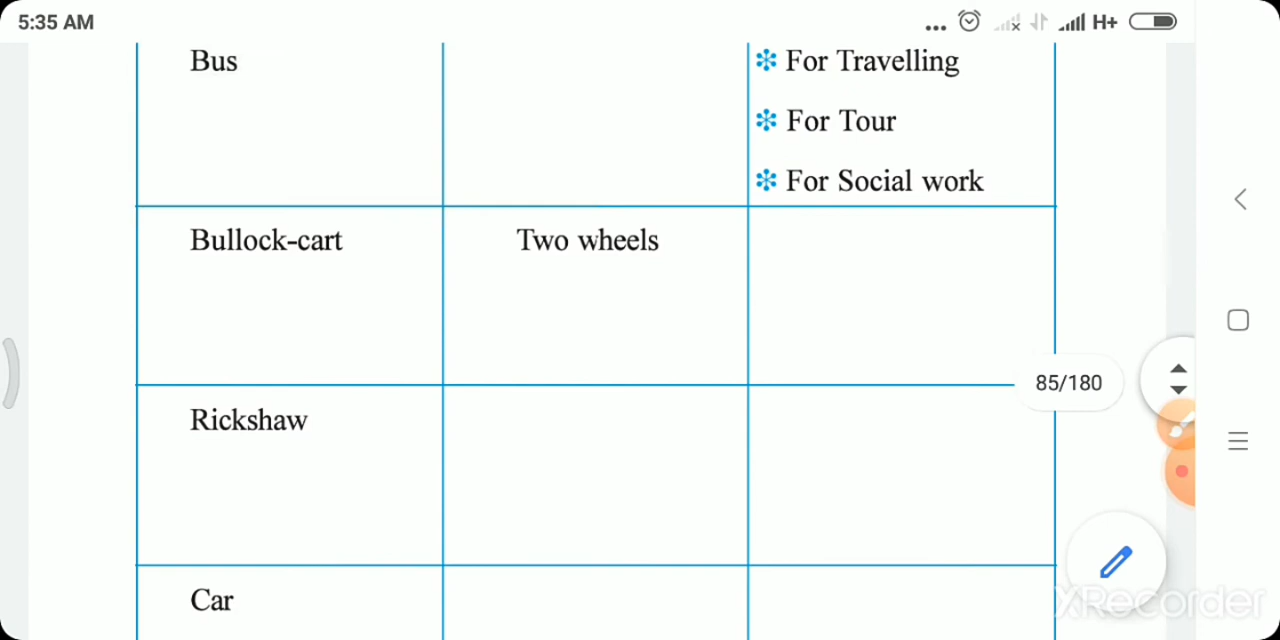 5:35 AM
H+
Bus
For Travelling
For Tour
For Social work
Bullock-cart
Two wheels
85/180
Rickshaw
Car
XRecorder